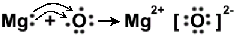 Mg: + :Ö: → Mg²⁺ [:Ö:]²⁻